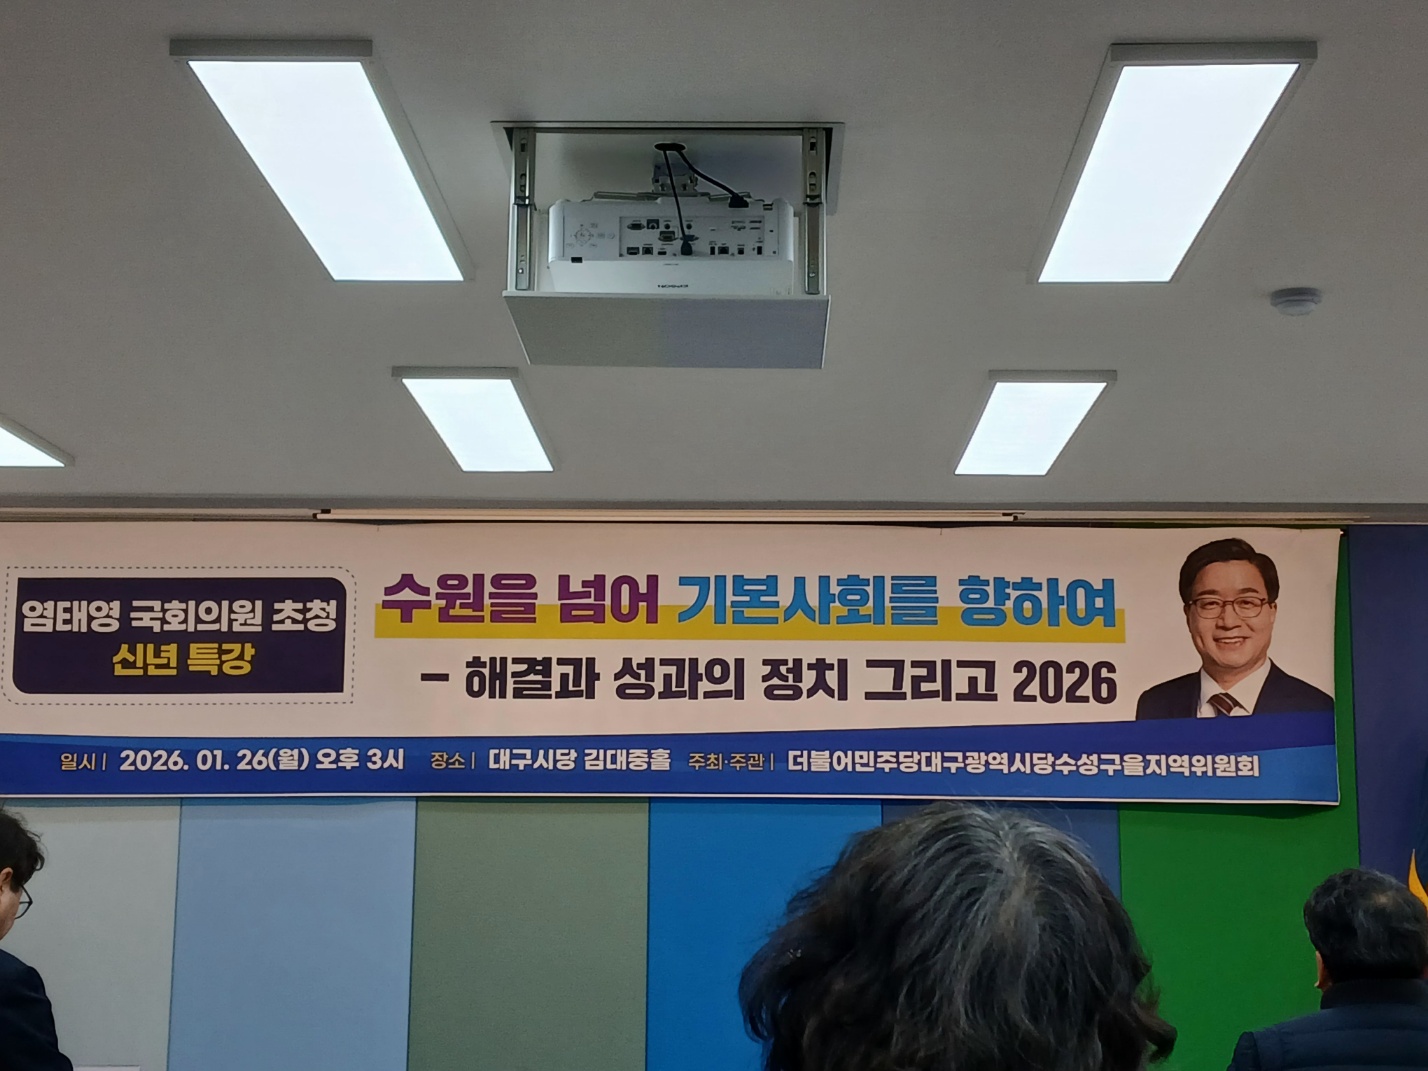 염태영 국회의원 초청
신년 특강
수원을 넘어 기본사회를 향하여
- 해결과 성과의 정치 그리고 2026
일시 | 2026. 01. 26(월) 오후 3시 장소 | 대구시당 김대중홀 주최·주관 | 더불어민주당대구광역시당수성구을지역위원회
EPSON